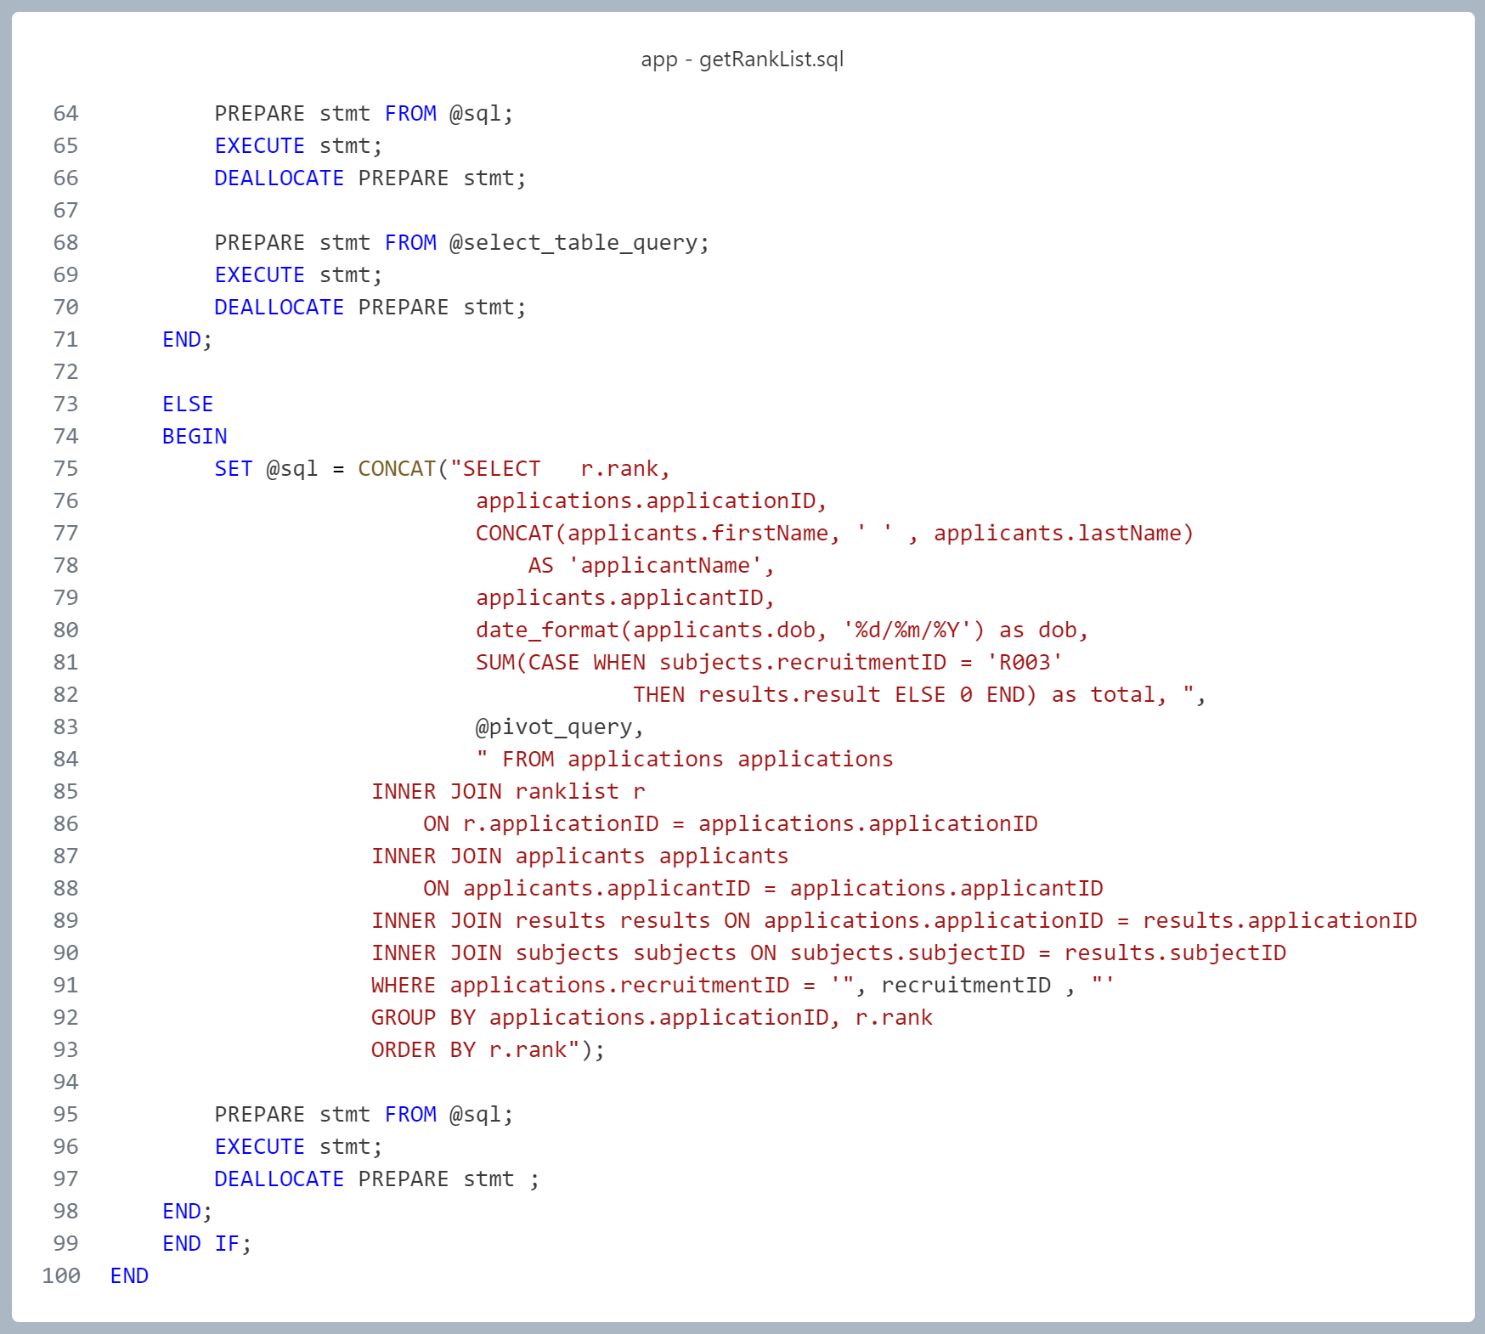 app - getRankList.sql
64 PREPARE stmt FROM @sql;
65 EXECUTE stmt;
66 DEALLOCATE PREPARE stmt;
67
68 PREPARE stmt FROM @select_table_query;
69 EXECUTE stmt;
70 DEALLOCATE PREPARE stmt;
71 END;
72
73 ELSE
74 BEGIN
75 SET @sql = CONCAT("SELECT   r.rank,
76 applications.applicationID,
77 CONCAT(applicants.firstName, ' ' , applicants.lastName)
78 AS 'applicantName',
79 applicants.applicantID,
80 date_format(applicants.dob, '%d/%m/%Y') as dob,
81 SUM(CASE WHEN subjects.recruitmentID = 'R003'
82 THEN results.result ELSE 0 END) as total, ",
83 @pivot_query,
84 " FROM applications applications
85 INNER JOIN ranklist r
86 ON r.applicationID = applications.applicationID
87 INNER JOIN applicants applicants
88 ON applicants.applicantID = applications.applicantID
89 INNER JOIN results results ON applications.applicationID = results.applicationID
90 INNER JOIN subjects subjects ON subjects.subjectID = results.subjectID
91 WHERE applications.recruitmentID = '", recruitmentID , "'
92 GROUP BY applications.applicationID, r.rank
93 ORDER BY r.rank");
94
95 PREPARE stmt FROM @sql;
96 EXECUTE stmt;
97 DEALLOCATE PREPARE stmt ;
98 END;
99 END IF;
100 END